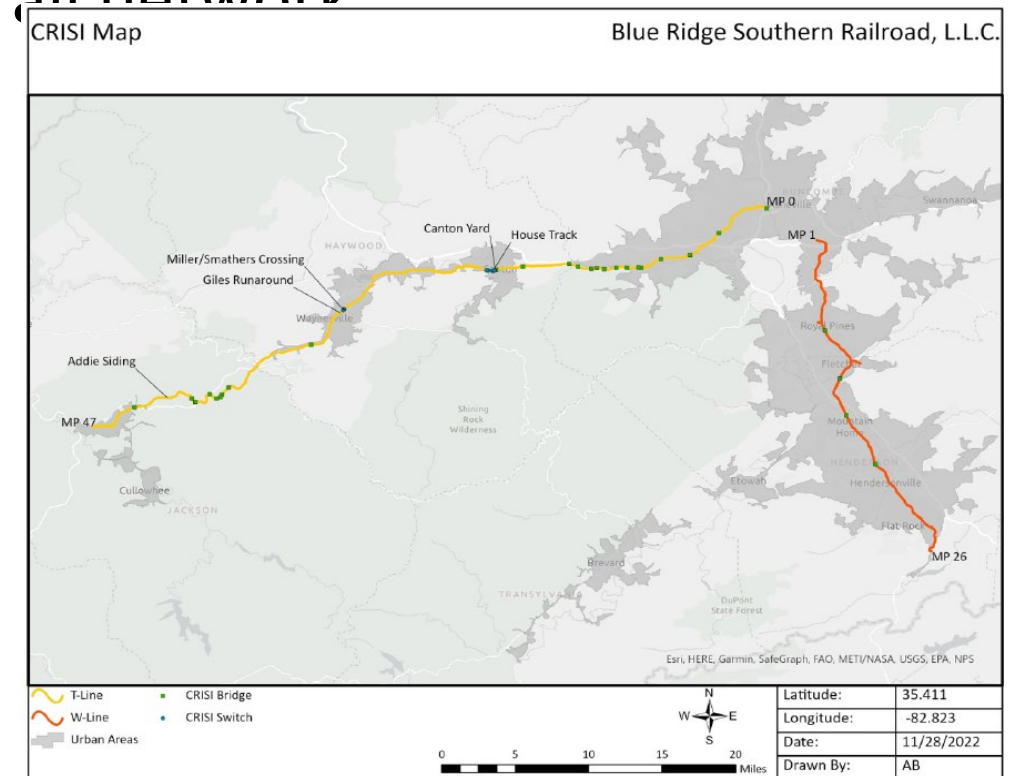 CRISI Map
Blue Ridge Southern Railroad, L.L.C.
BUNCOMBE
MP 0
Swannanoa
MP 1
Canton Yard
House Track
HAYWOOD
Miller/Smathers Crossing
Giles Runaround
Waynesville
Royal Pines
Fletcher
Addie Siding
MP 47
Shining
Rock
Wilderness
Mountain
Home
HENDERSON
Etowah
Hendersonville
Cullowhee
JACKSON
Flat Rock
MP 26
Brevard
TRANSYLVANIA
DuPont
State Forest
Esri, HERE, Garmin, SafeGraph, FAO, METI/NASA, USGS, EPA, NPS
T-Line
CRISI Bridge
W-Line
CRISI Switch
Urban Areas
N
W E
S
0 5 10 15 20
Miles
Latitude: 35.411
Longitude: -82.823
Date: 11/28/2022
Drawn By: AB